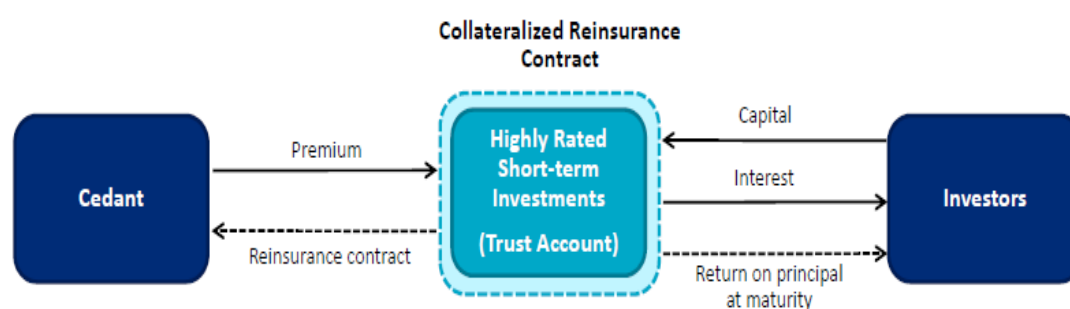 Collateralized Reinsurance
Contract
Cedant
Premium
Reinsurance contract
Highly Rated
Short-term
Investments
(Trust Account)
Capital
Interest
Return on principal
at maturity
Investors